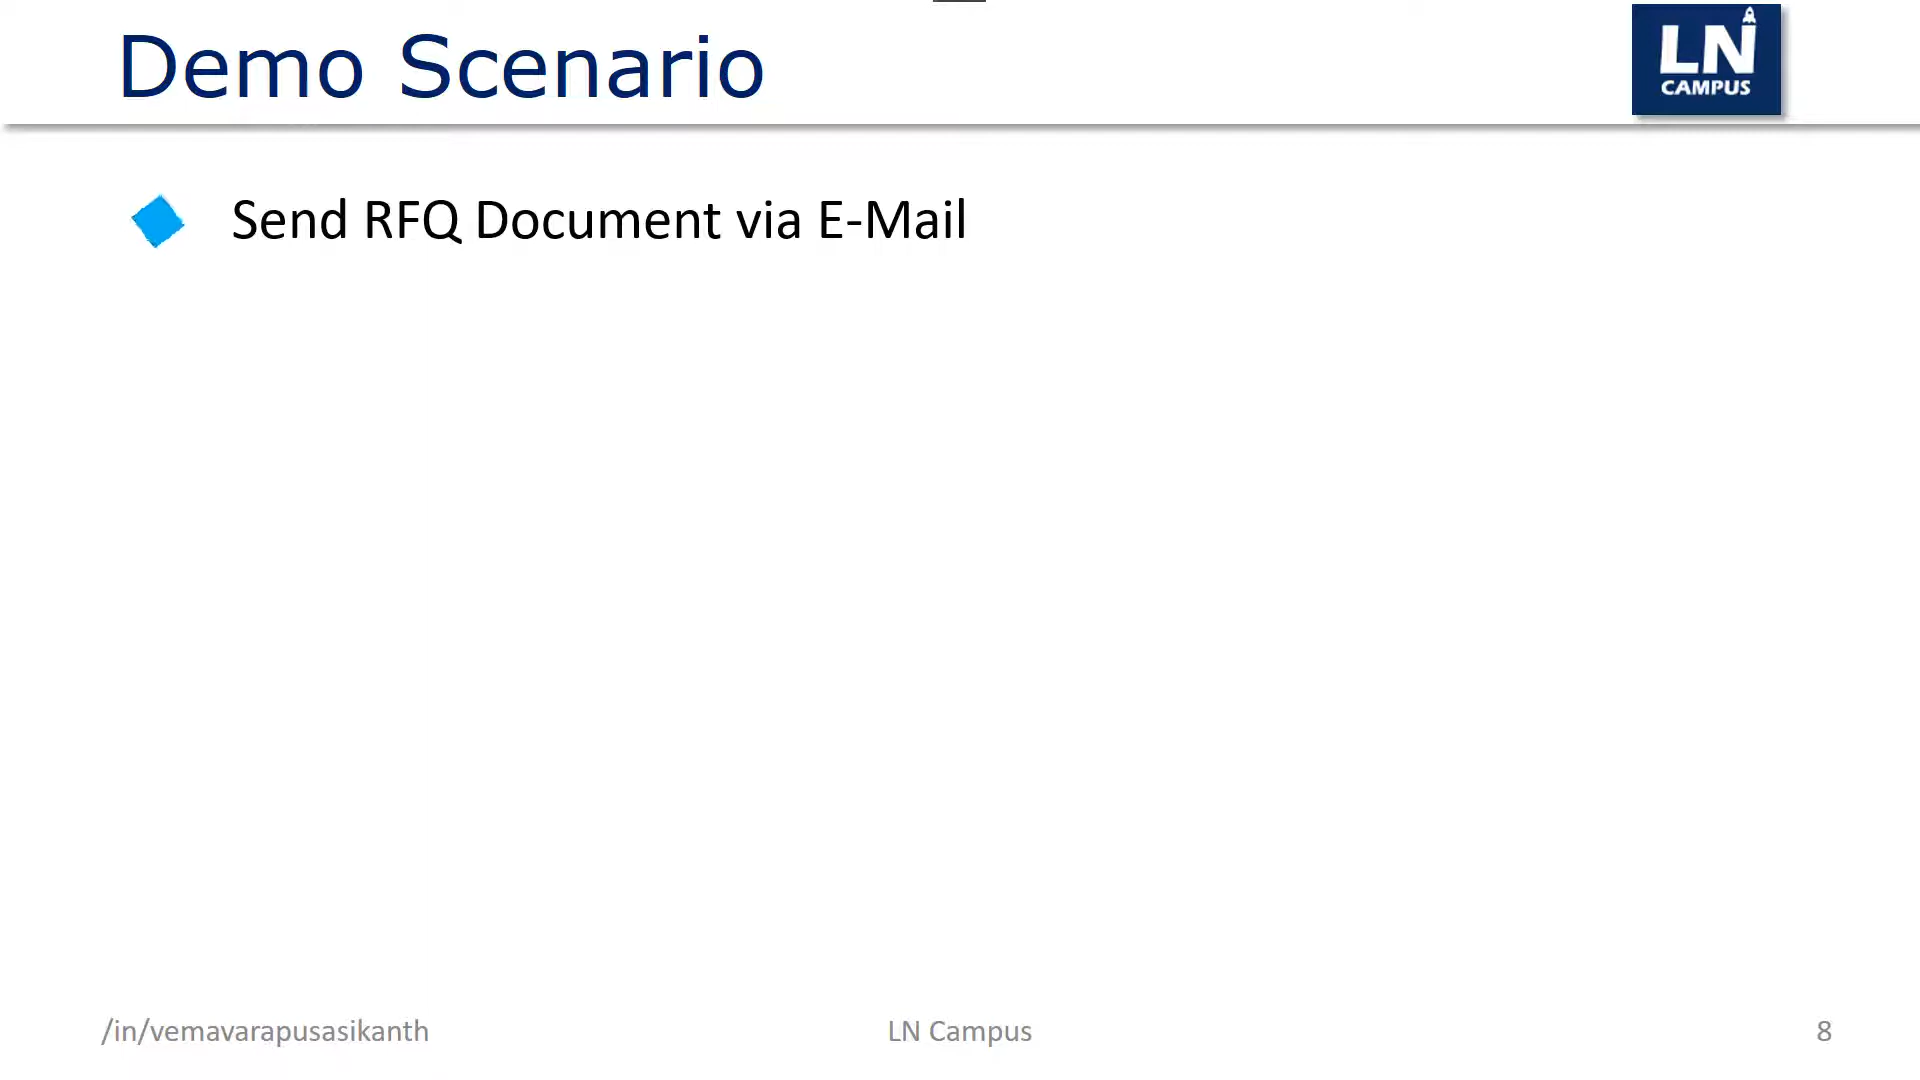 Demo Scenario
LN
CAMPUS
Send RFQ Document via E-Mail
/in/vemavarapusasikanth
LN Campus
8